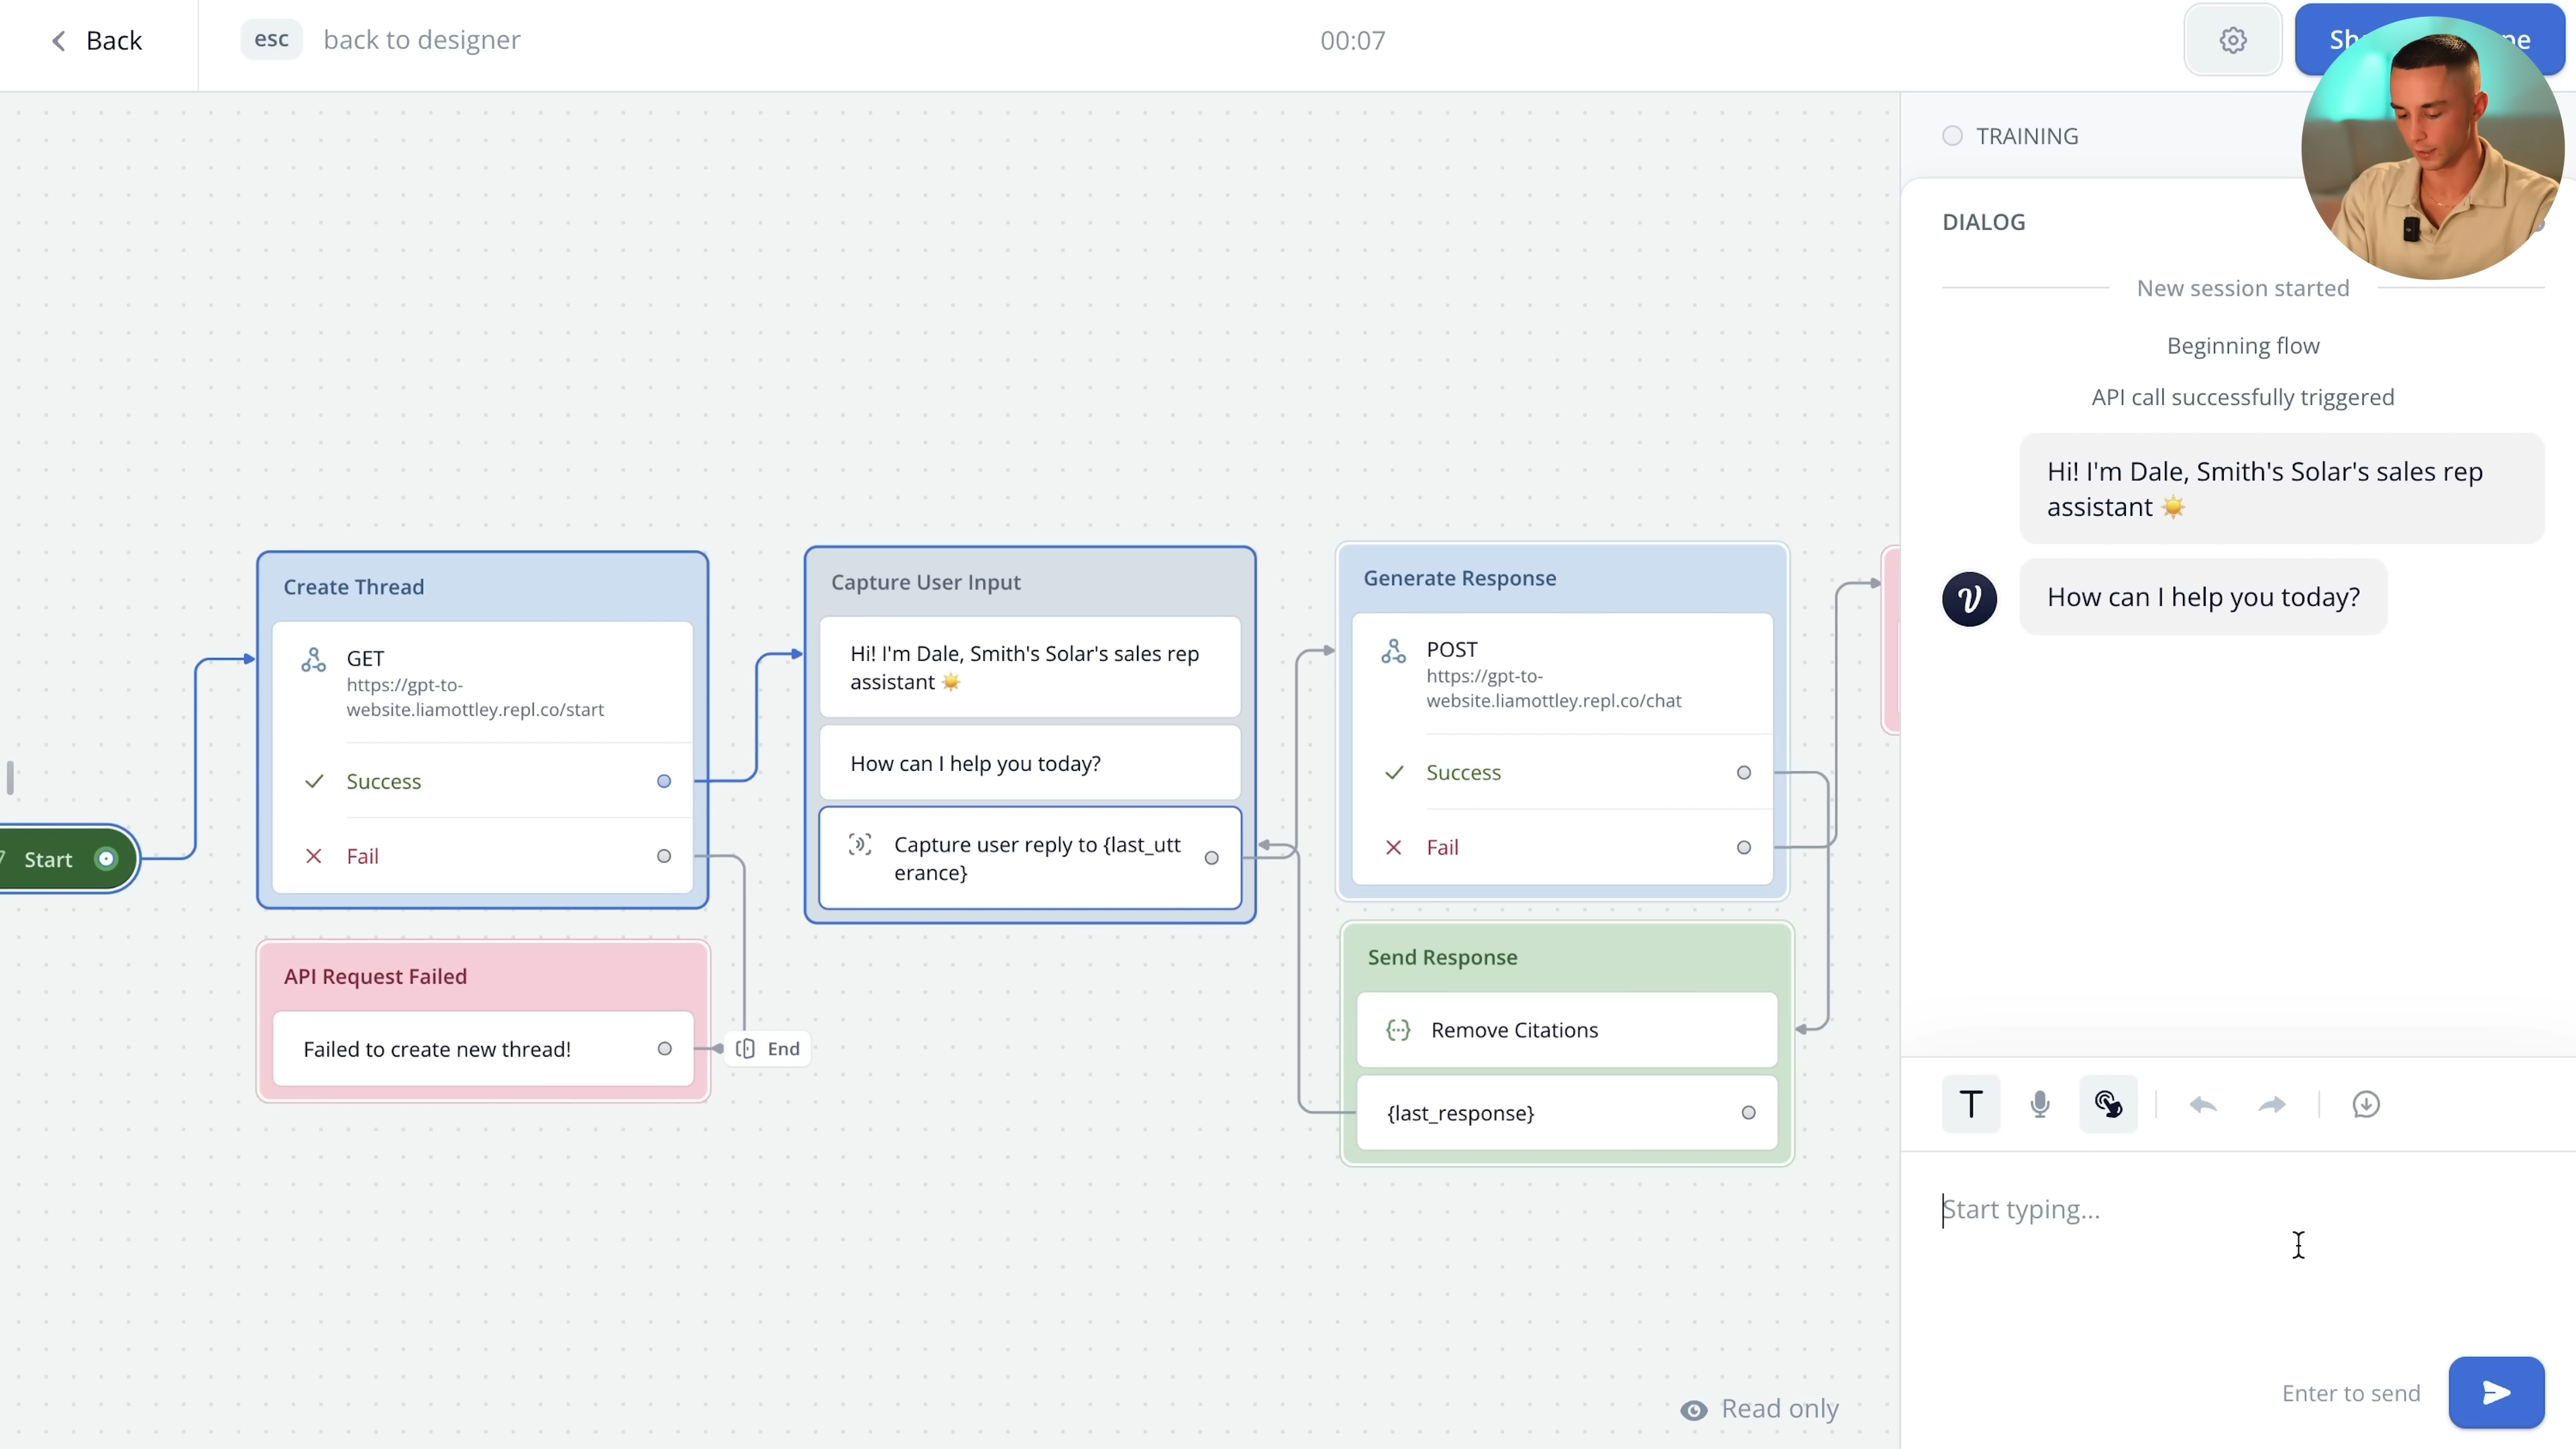 Back
esc back to designer
00:07
TRAINING
DIALOG
New session started
Beginning flow
API call successfully triggered
Hi! I'm Dale, Smith's Solar's sales rep
assistant ☀️
How can I help you today?
Start
Create Thread
GET
https://gpt-to-
website.liamottley.repl.co/start
Success
Fail
API Request Failed
Failed to create new thread!
End
Capture User Input
Hi! I'm Dale, Smith's Solar's sales rep
assistant ☀️
How can I help you today?
Capture user reply to {last_utt
erance}
Generate Response
POST
https://gpt-to-
website.liamottley.repl.co/chat
Success
Fail
Send Response
Remove Citations
{last_response}
Start typing...
Enter to send
Read only